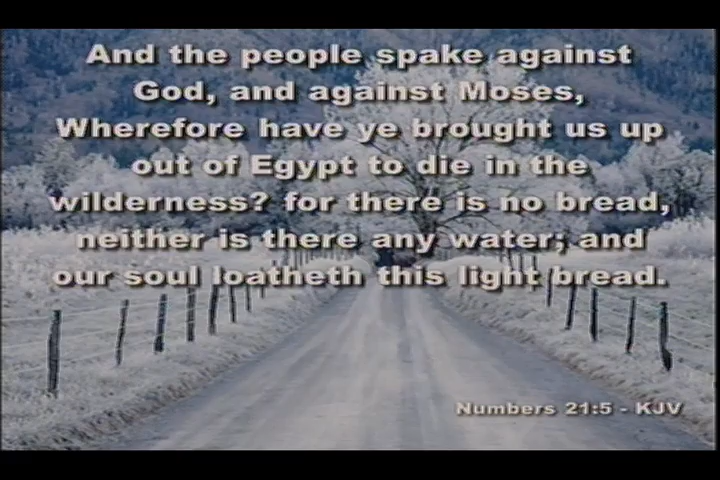 And the people spake against
God, and against Moses,
Wherefore have ye brought us up
out of Egypt to die in the
wilderness? for there is no bread,
neither is there any water; and
our soul loatheth this light bread.
Numbers 21:5 - KJV